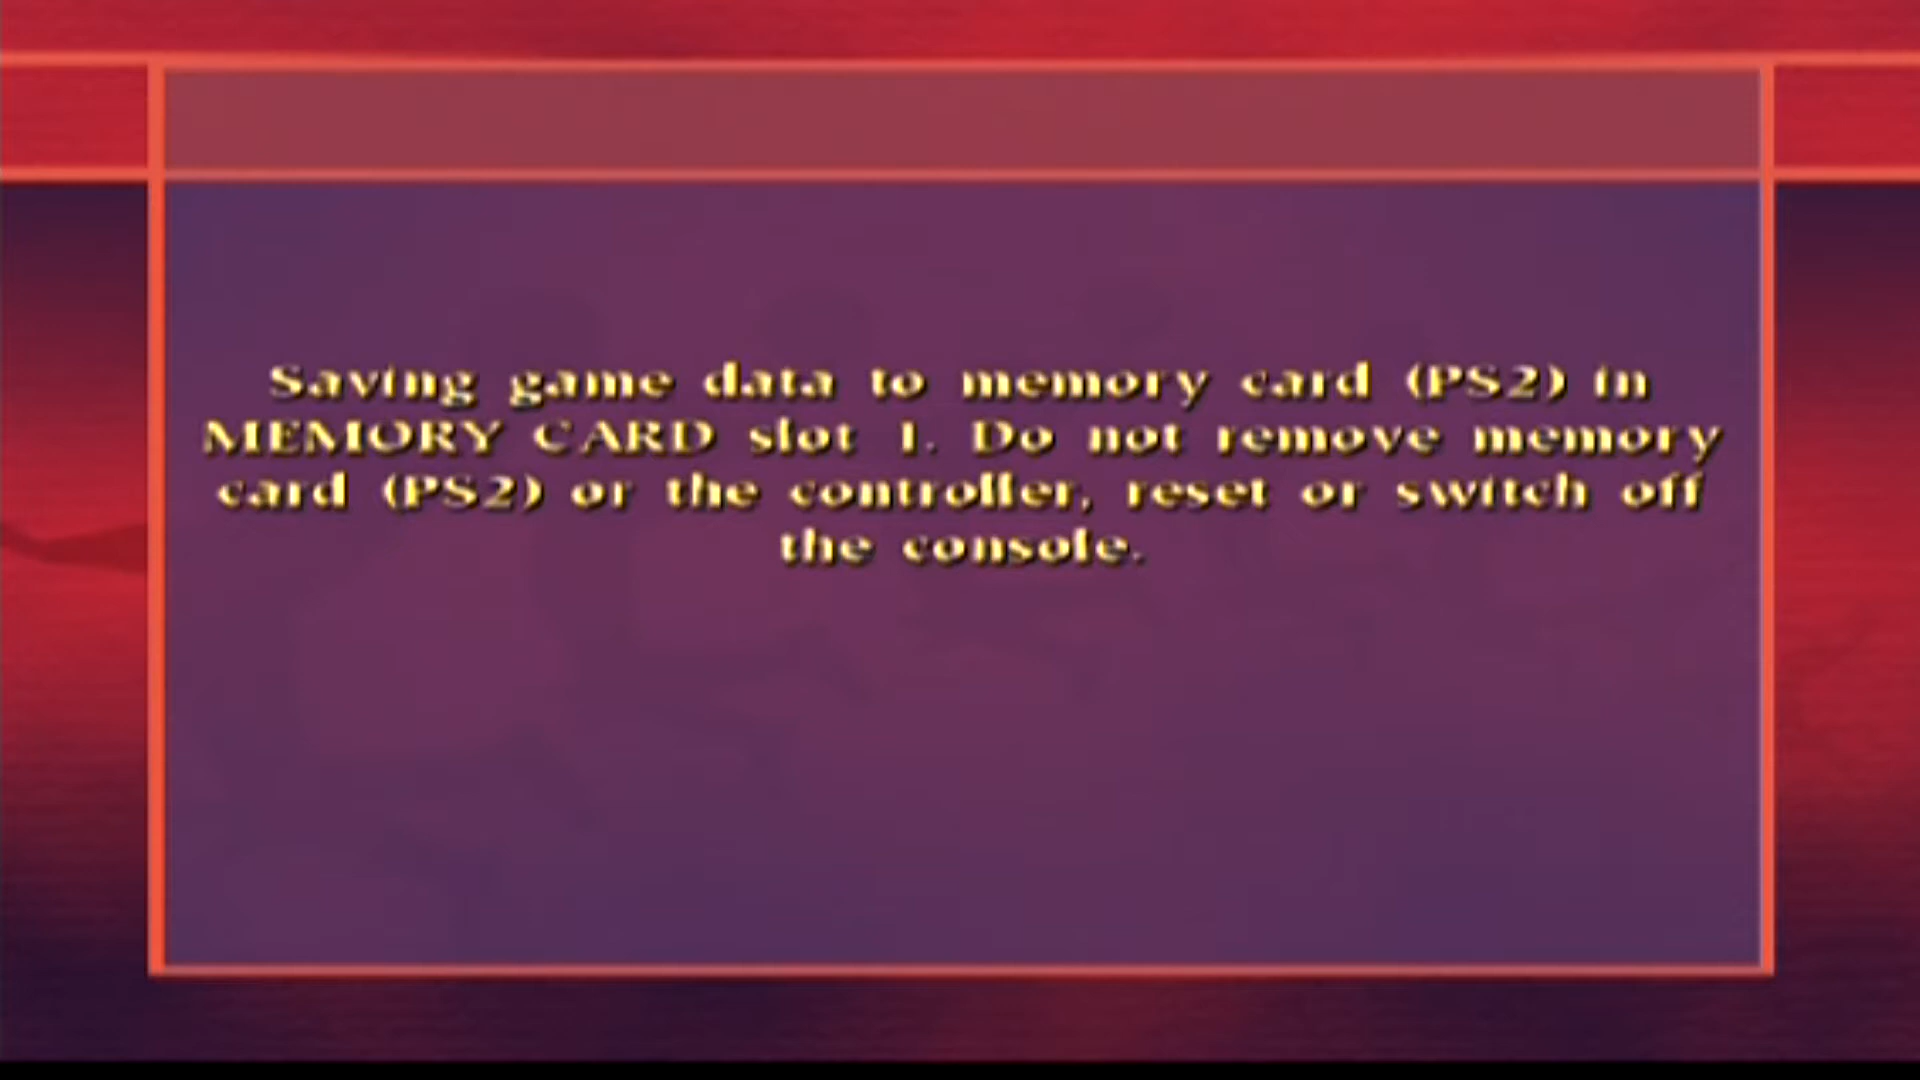 Saving game data to memory card (PS2) in
MEMORY CARD slot 1. Do not remove memory
card (PS2) or the controller, reset or switch off
the console.